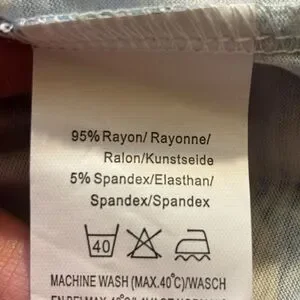 95% Rayon/ Rayonne/
Ralon/Kunstseide
5% Spandex/Elasthan/
Spandex/Spandex
40
MACHINE WASH (MAX.40°C)/WASCH